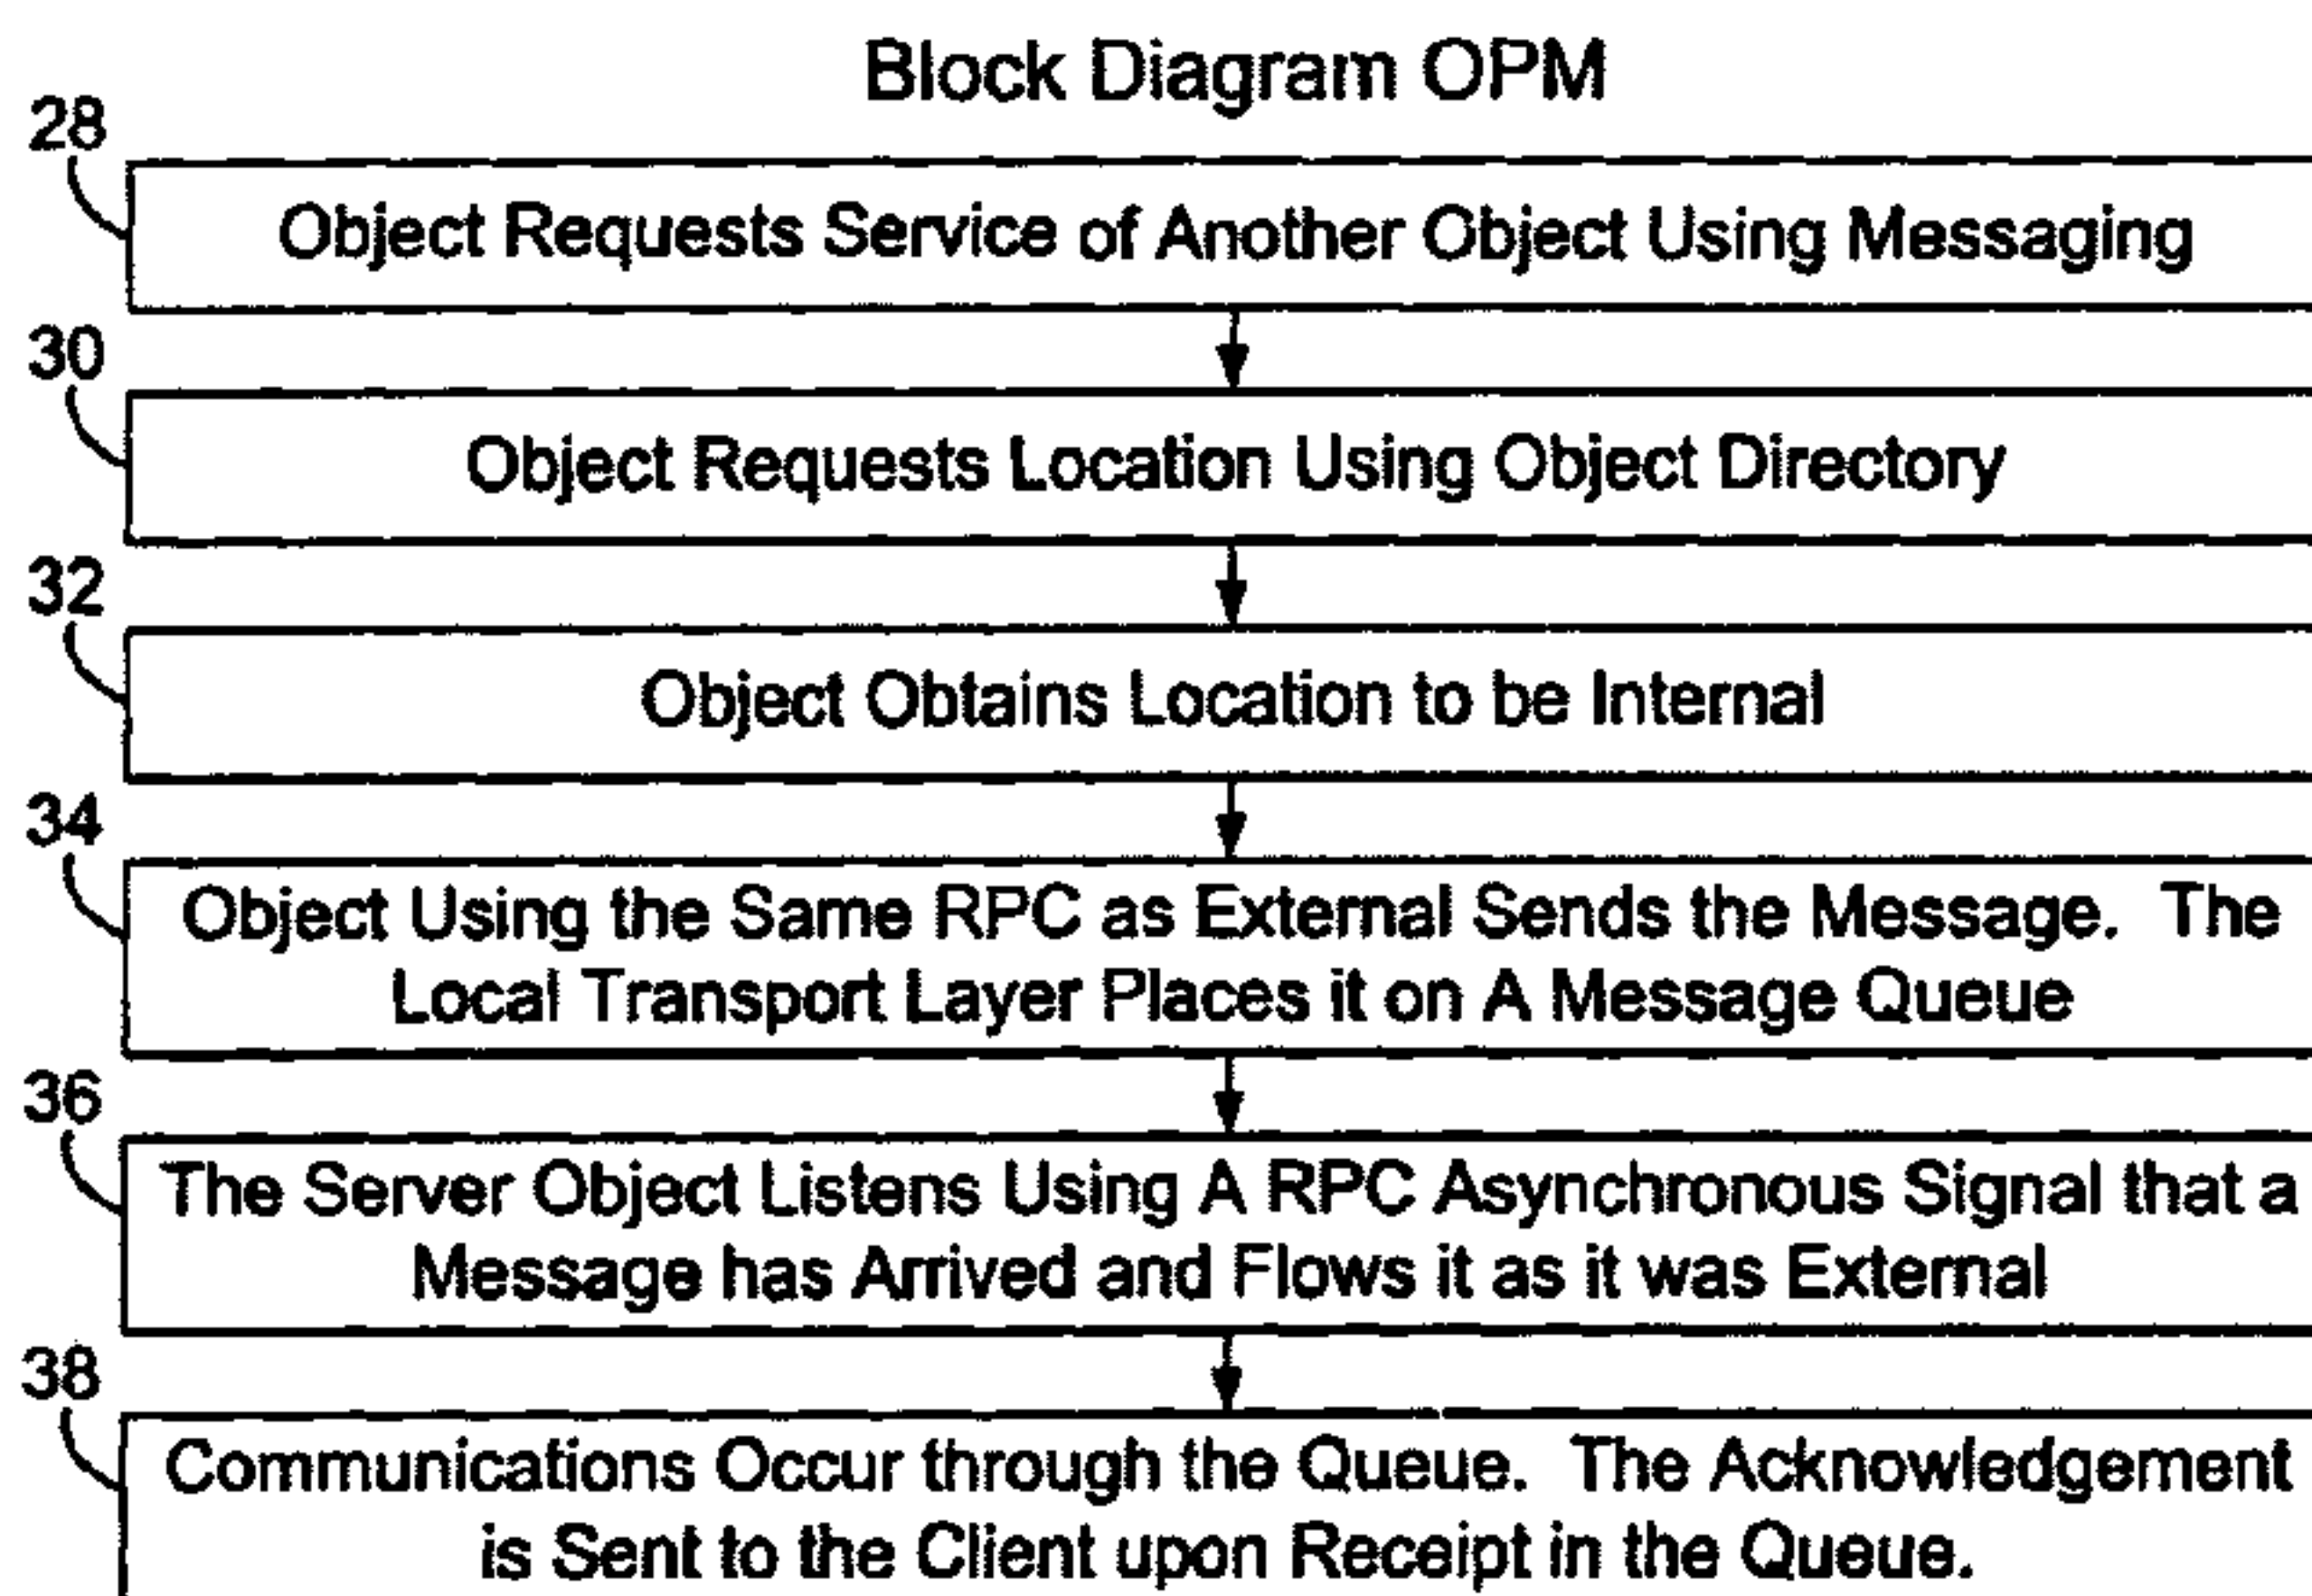 Block Diagram OPM
28
Object Requests Service of Another Object Using Messaging
30
Object Requests Location Using Object Directory
32
Object Obtains Location to be Internal
34
Object Using the Same RPC as External Sends the Message. The
Local Transport Layer Places it on A Message Queue
36
The Server Object Listens Using A RPC Asynchronous Signal that a
Message has Arrived and Flows it as it was External
38
Communications Occur through the Queue. The Acknowledgement
is Sent to the Client upon Receipt in the Queue.